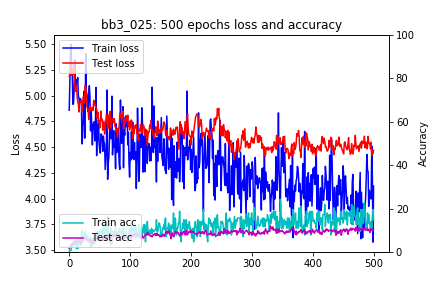 bb3_025: 500 epochs loss and accuracy
Train loss
Test loss
Train acc
Test acc
Loss
Accuracy
5.50
5.25
5.00
4.75
4.50
4.25
4.00
3.75
3.50
100
80
60
40
20
0
0 100 200 300 400 500